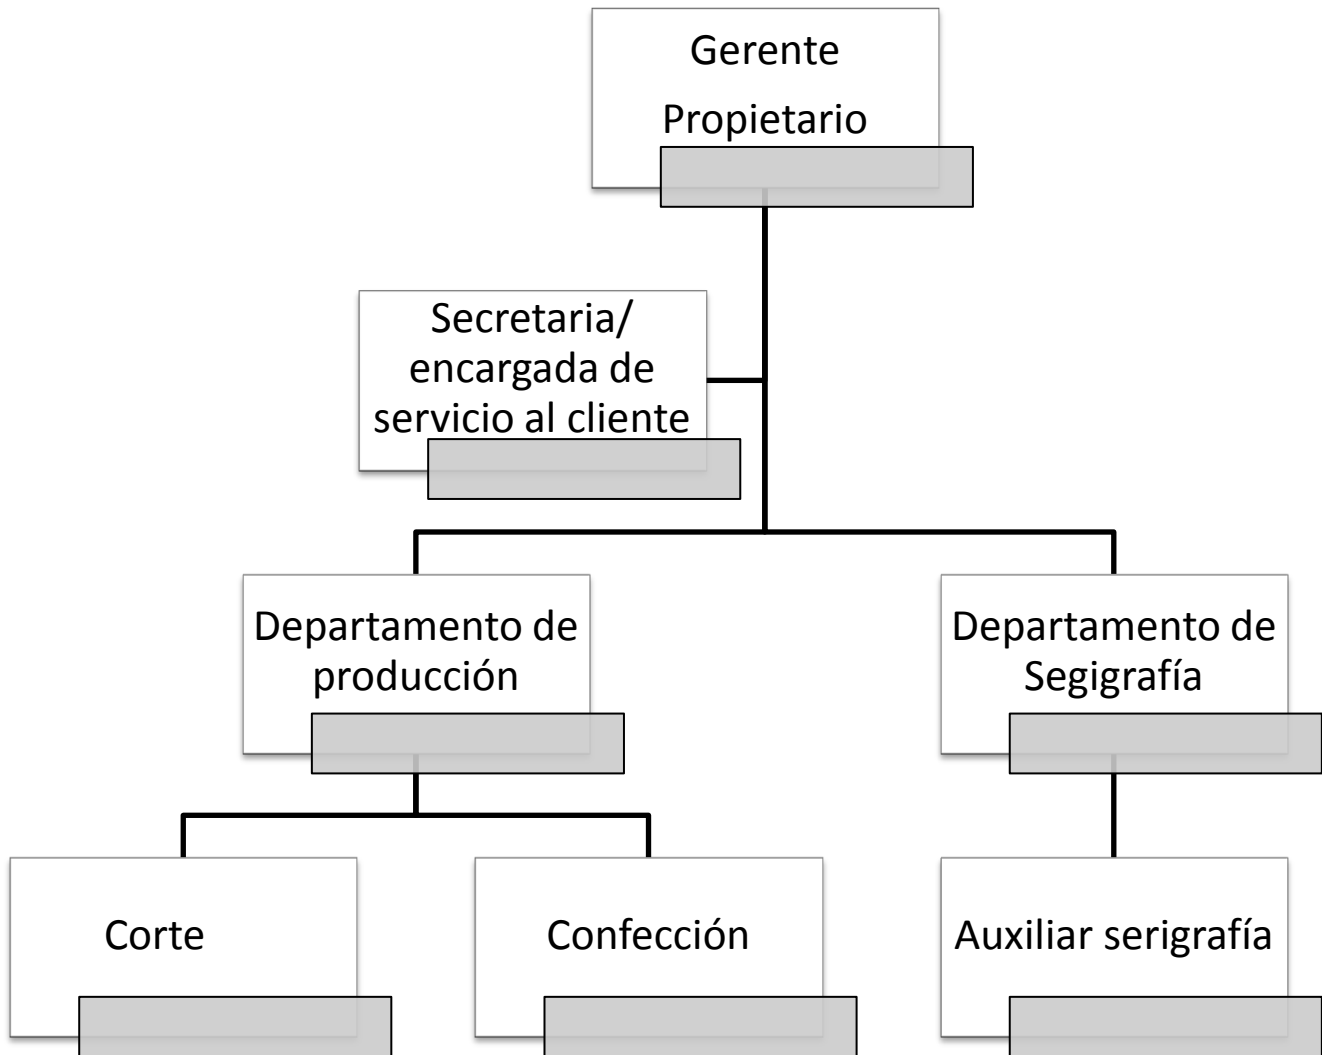 Gerente
Propietario
Secretaria/
encargada de
servicio al cliente
Departamento de
producción
Departamento de
Segigrafía
Corte
Confección
Auxiliar serigrafía